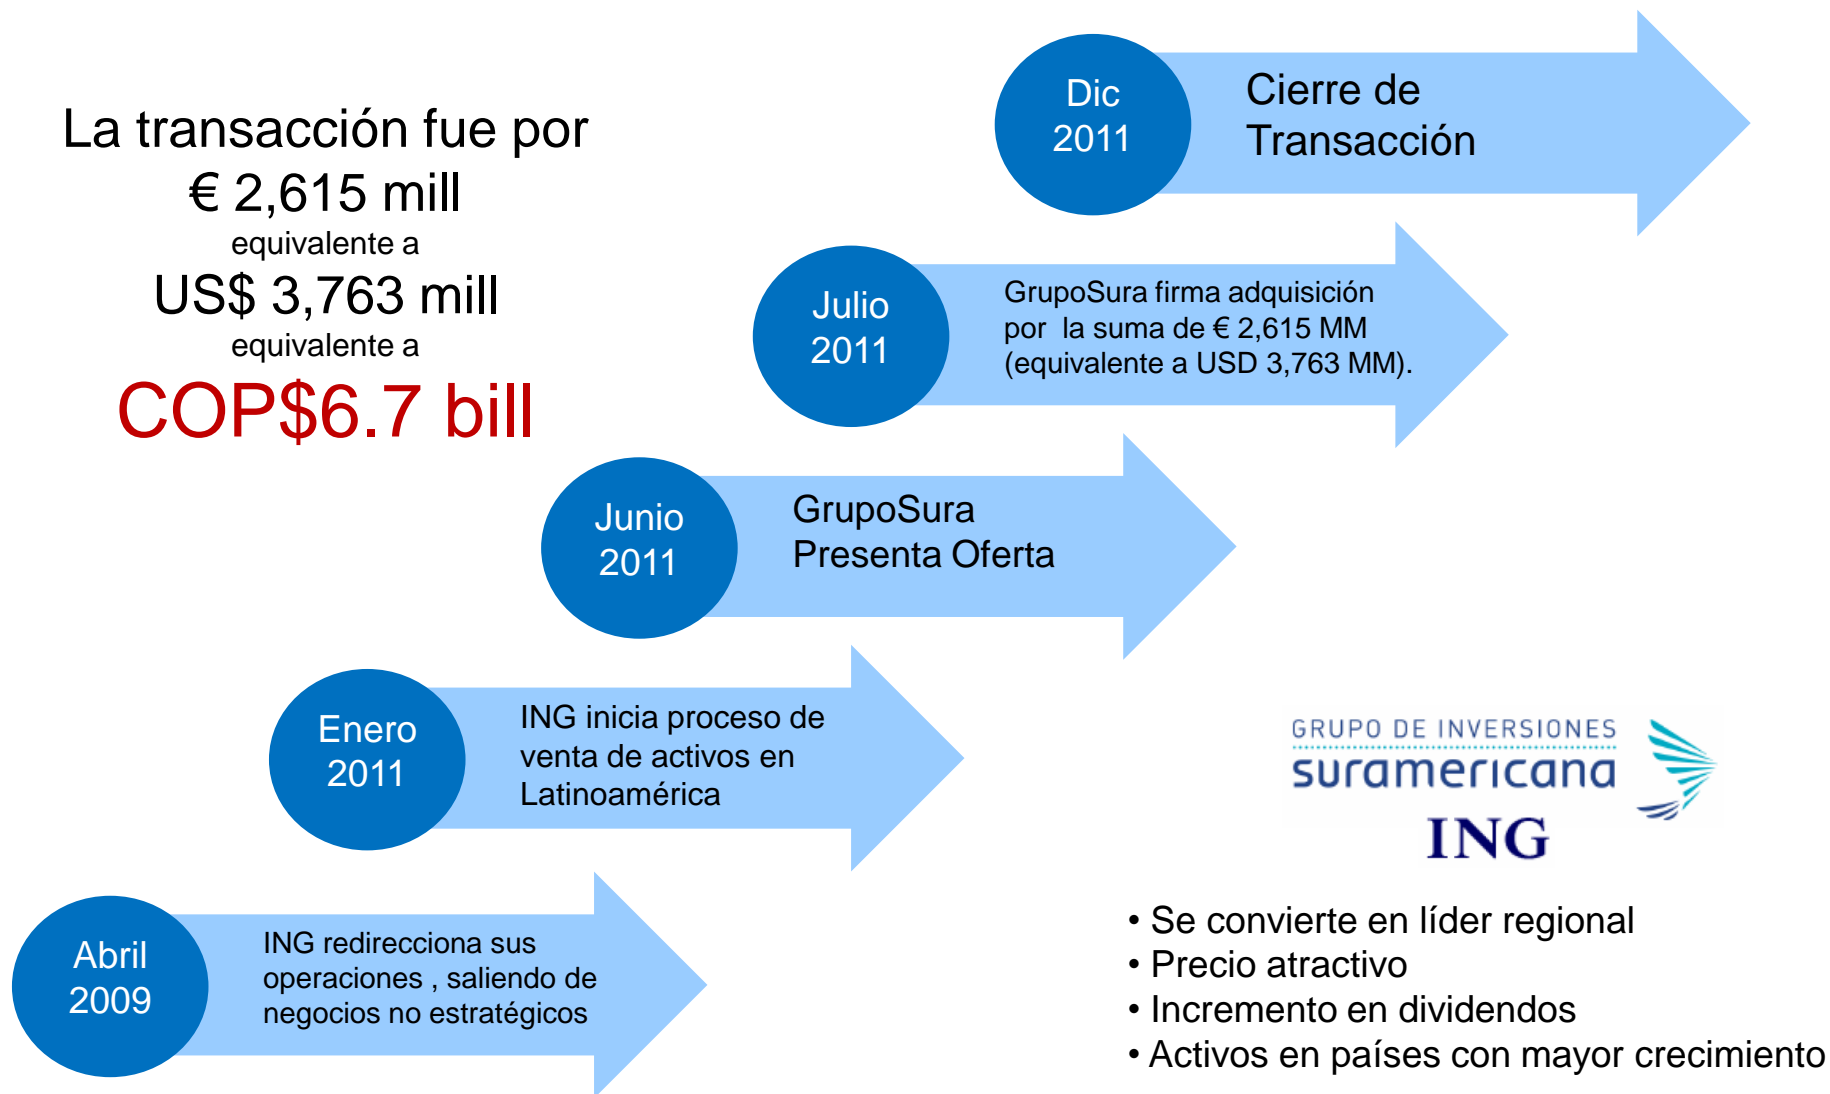 La transacción fue por
€ 2,615 mill
equivalente a
US$ 3,763 mill
equivalente a
COP$6.7 bill
Dic
2011
Cierre de
Transacción
Julio
2011
GrupoSura firma adquisición
por la suma de € 2,615 MM
(equivalente a USD 3,763 MM).
Junio
2011
GrupoSura
Presenta Oferta
Enero
2011
ING inicia proceso de
venta de activos en
Latinoamérica
Abril
2009
ING redirecciona sus
operaciones , saliendo de
negocios no estratégicos
GRUPO DE INVERSIONES
suramericana
ING
• Se convierte en líder regional
• Precio atractivo
• Incremento en dividendos
• Activos en países con mayor crecimiento